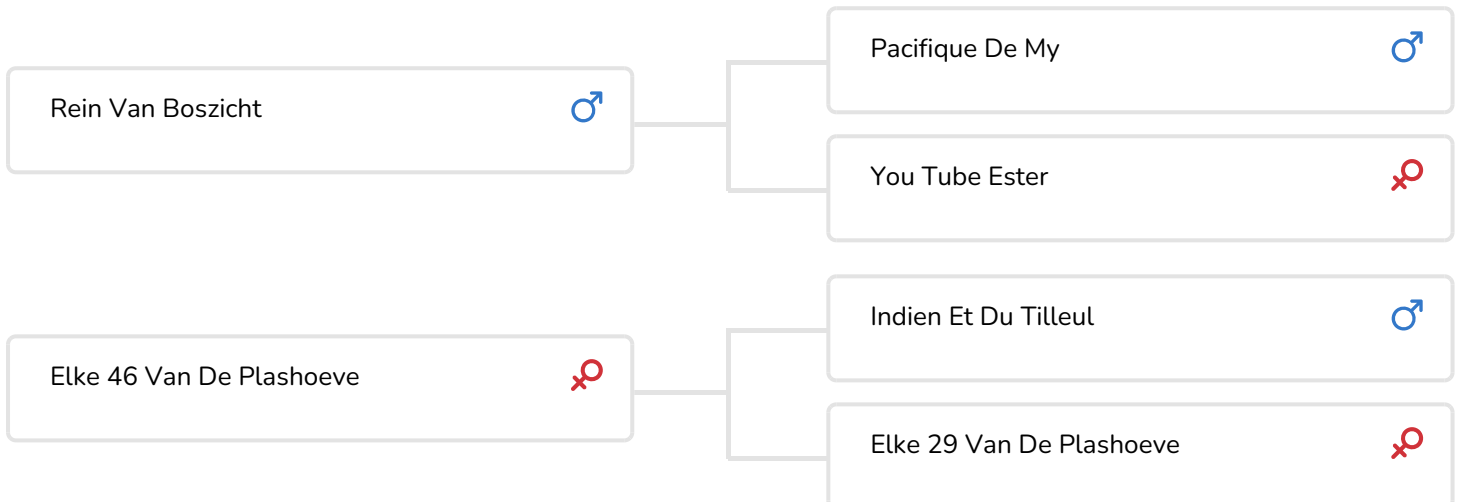 Pacifique De My
Rein Van Boszicht
You Tube Ester
Indien Et Du Tilleul
Elke 46 Van De Plashoeve
Elke 29 Van De Plashoeve